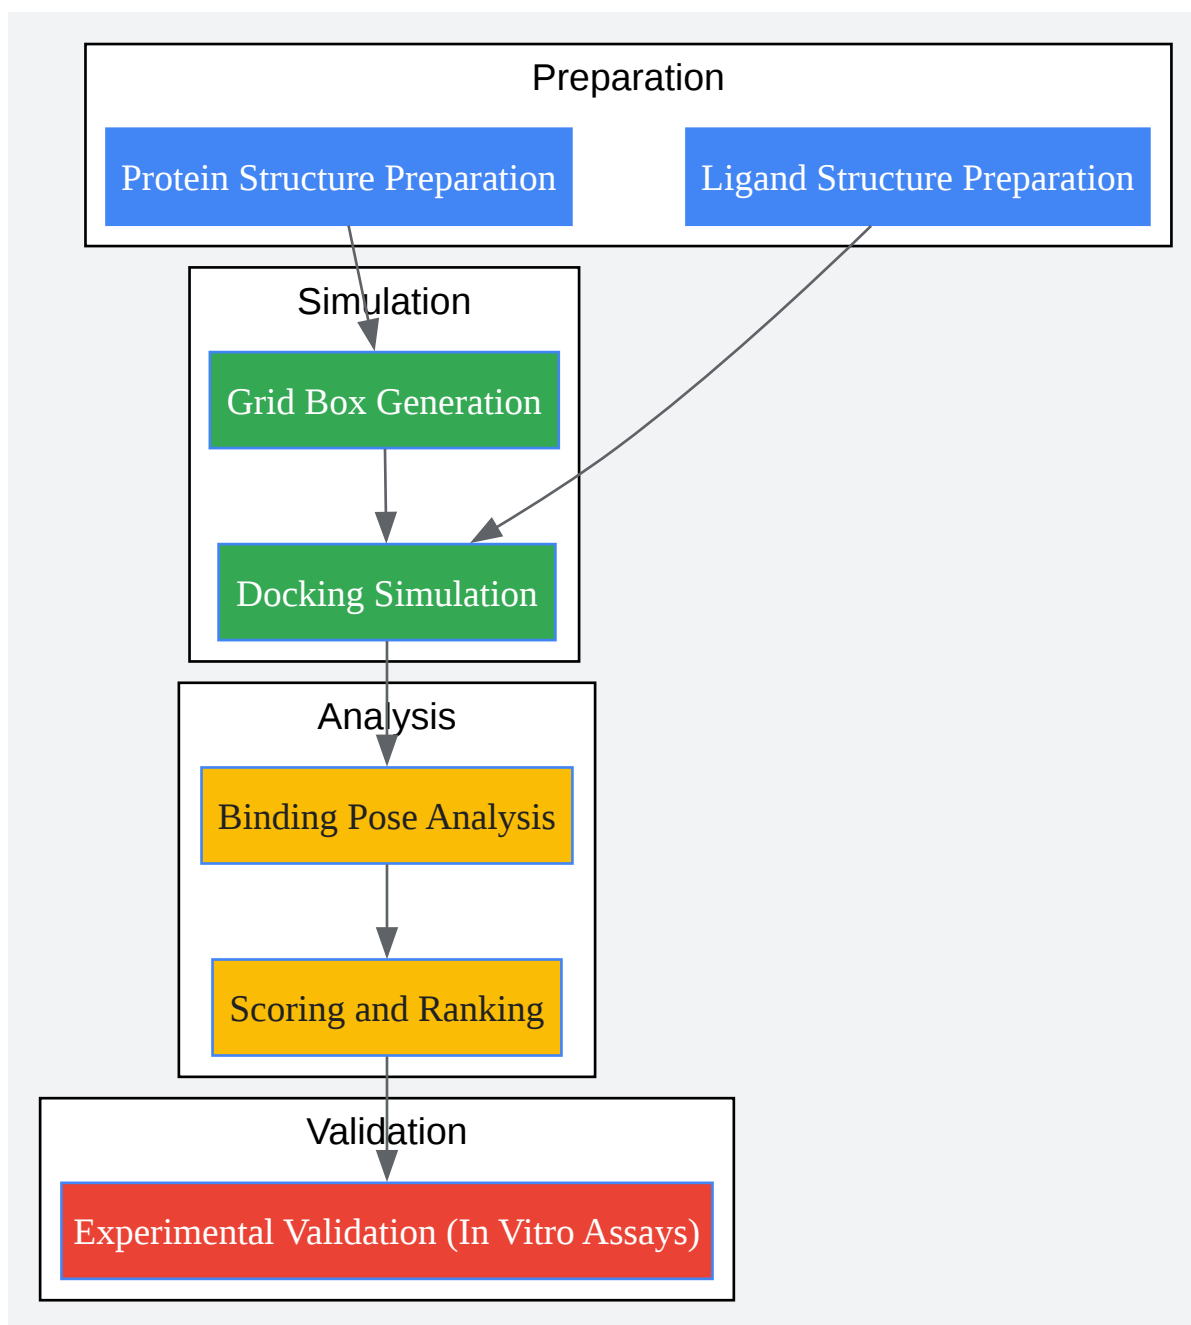 Preparation
Protein Structure Preparation
Ligand Structure Preparation
Simulation
Grid Box Generation
Docking Simulation
Analysis
Binding Pose Analysis
Scoring and Ranking
Validation
Experimental Validation (In Vitro Assays)